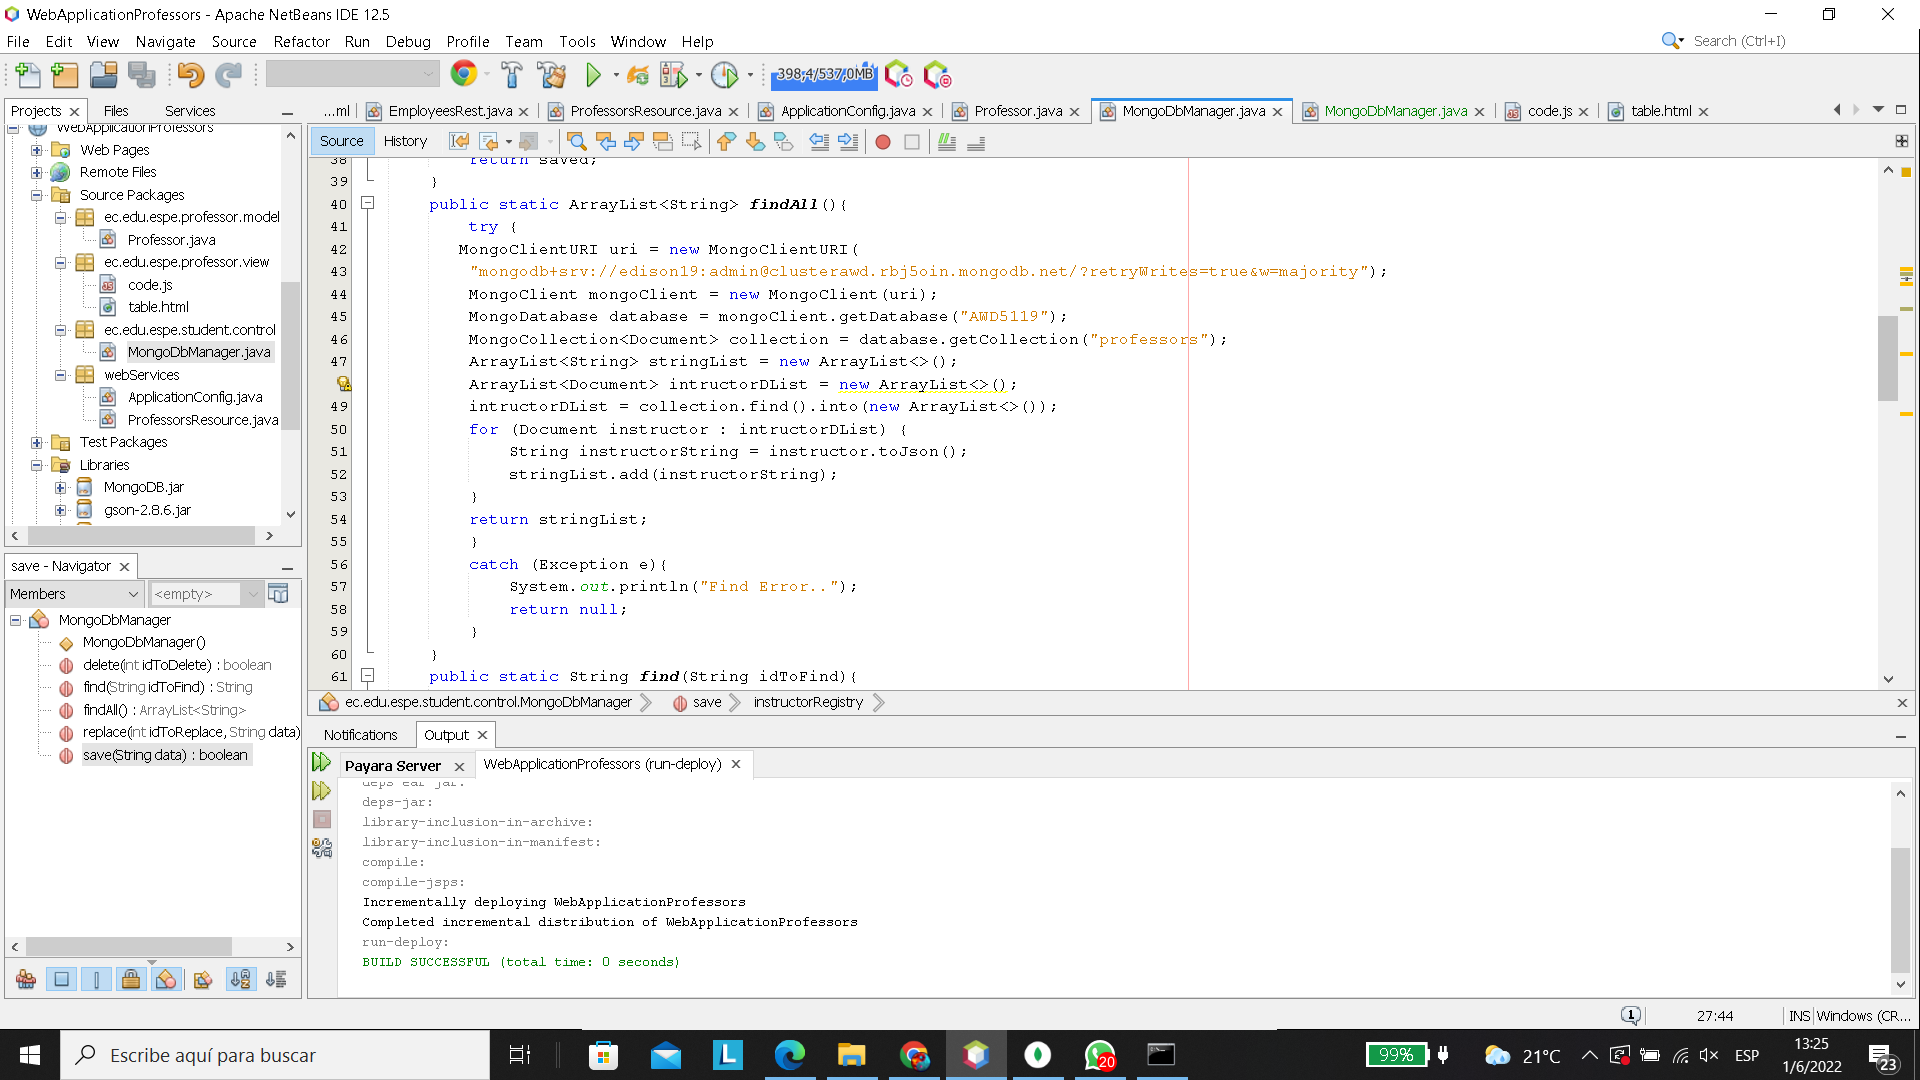 WebApplicationProfessors - Apache NetBeans IDE 12.5
File Edit View Navigate Source Refactor Run Debug Profile Team Tools Window Help
Search (Ctrl+I)
398,4/537,0MB
Projects Files Services
...ml EmployeesRest.java ProfessorsResource.java ApplicationConfig.java Professor.java MongoDbManager.java MongoDbManager.java code.js table.html
WebApplicationProfessors
Web Pages
Remote Files
Source Packages
ec.edu.espe.professor.model
Professor.java
ec.edu.espe.professor.view
code.js
table.html
ec.edu.espe.student.control
MongoDbManager.java
webServices
ApplicationConfig.java
ProfessorsResource.java
Test Packages
Libraries
MongoDB.jar
gson-2.8.6.jar
Source History
38 return saved;
39 }
40 public static ArrayList<String> findAll(){
41 try {
42 MongoClientURI uri = new MongoClientURI(
43 "mongodb+srv://edison19:admin@clusterawd.rbj5oin.mongodb.net/?retryWrites=true&w=majority");
44 MongoClient mongoClient = new MongoClient(uri);
45 MongoDatabase database = mongoClient.getDatabase("AWD5119");
46 MongoCollection<Document> collection = database.getCollection("professors");
47 ArrayList<String> stringList = new ArrayList<>();
ArrayList<Document> intructorDList = new ArrayList<>();
49 intructorDList = collection.find().into(new ArrayList<>());
50 for (Document instructor : intructorDList) {
51 String instructorString = instructor.toJson();
52 stringList.add(instructorString);
53 }
54 return stringList;
55 }
56 catch (Exception e){
57 System.out.println("Find Error..");
58 return null;
59 }
60 }
61 public static String find(String idToFind){
ec.edu.espe.student.control.MongoDbManager save instructorRegistry
save - Navigator
Members <empty>
MongoDbManager
MongoDbManager()
delete(int idToDelete) : boolean
find(String idToFind) : String
findAll() : ArrayList<String>
replace(int idToReplace, String data)
save(String data) : boolean
Notifications Output
Payara Server WebApplicationProfessors (run-deploy)
deps-ear-jar:
deps-jar:
library-inclusion-in-archive:
library-inclusion-in-manifest:
compile:
compile-jsps:
Incrementally deploying WebApplicationProfessors
Completed incremental distribution of WebApplicationProfessors
run-deploy:
BUILD SUCCESSFUL (total time: 0 seconds)
1 27:44 INS Windows (CR...
Escribe aquí para buscar
L
20
99%
21°C
ESP
13:25
1/6/2022
23